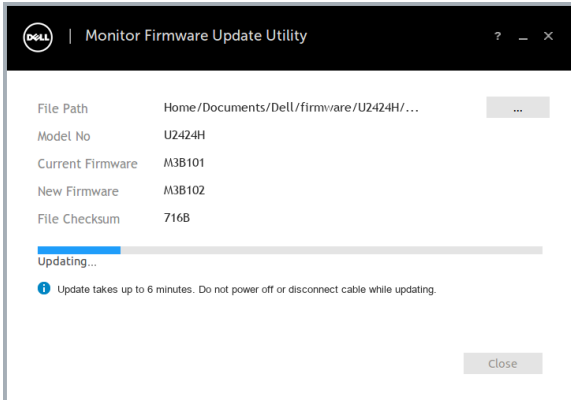 DELL | Monitor Firmware Update Utility ? _ ×
File Path Home/Documents/Dell/firmware/U2424H/... ...
Model No U2424H
Current Firmware M3B101
New Firmware M3B102
File Checksum 716B
Updating...
i Update takes up to 6 minutes. Do not power off or disconnect cable while updating.
Close